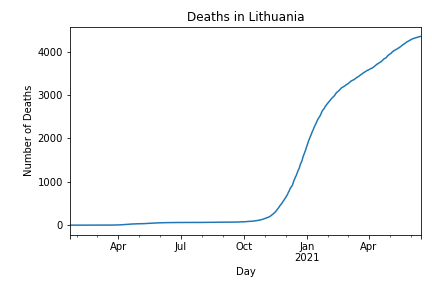 Deaths in Lithuania
Number of Deaths
4000
3000
2000
1000
0
Apr
Jul
Oct
Jan
2021
Apr
Day